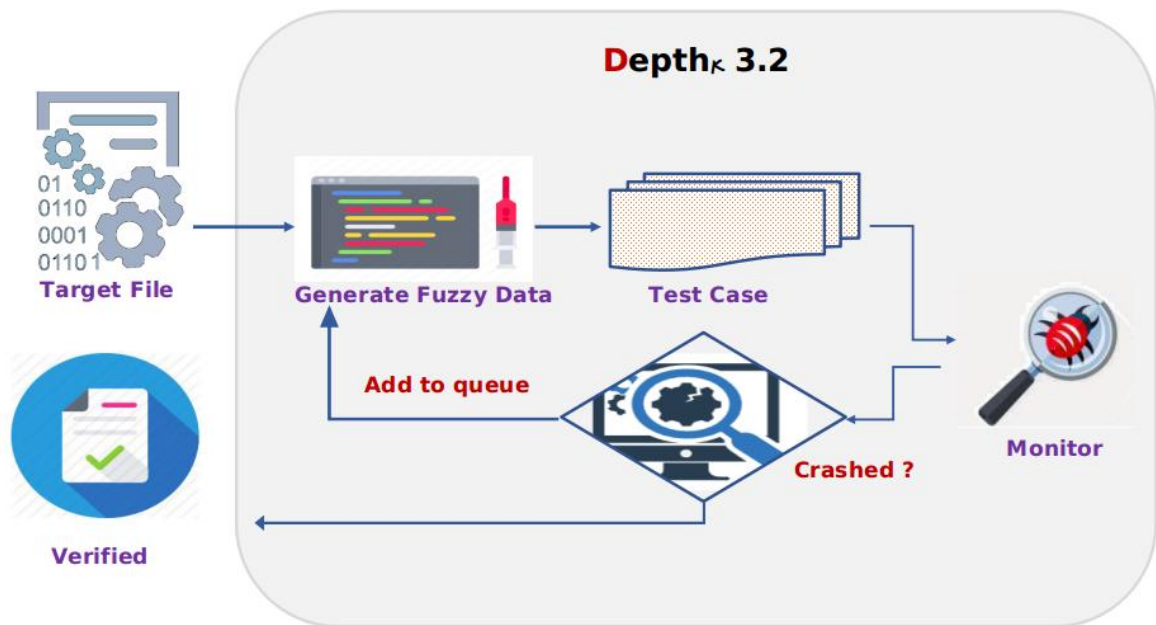 Depthₖ 3.2
01
0110
0001
01101
Target File
Generate Fuzzy Data
Test Case
Add to queue
Crashed ?
Monitor
Verified